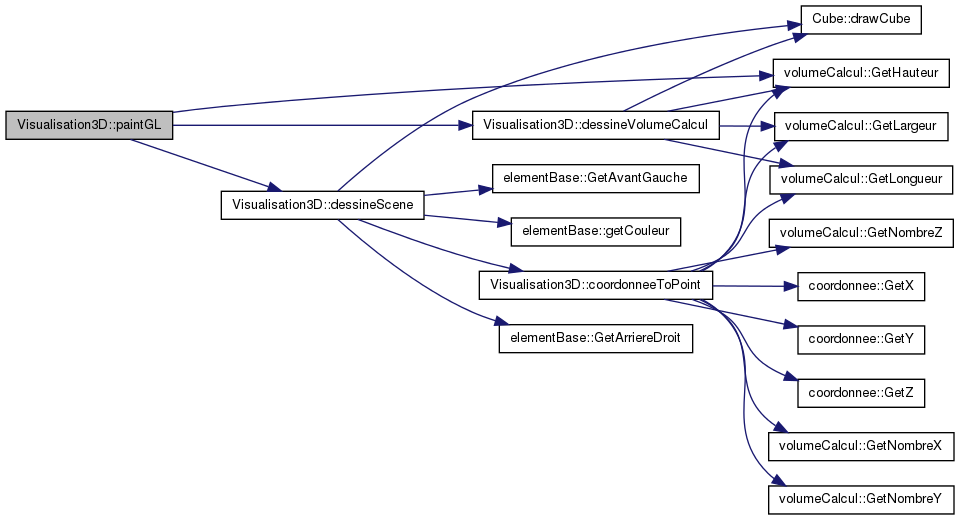 Visualisation3D::paintGL
Visualisation3D::dessineScene
Visualisation3D::dessineVolumeCalcul
elementBase::GetAvantGauche
elementBase::getCouleur
Visualisation3D::coordonneeToPoint
elementBase::GetArriereDroit
Cube::drawCube
volumeCalcul::GetHauteur
volumeCalcul::GetLargeur
volumeCalcul::GetLongueur
volumeCalcul::GetNombreZ
coordonnee::GetX
coordonnee::GetY
coordonnee::GetZ
volumeCalcul::GetNombreX
volumeCalcul::GetNombreY